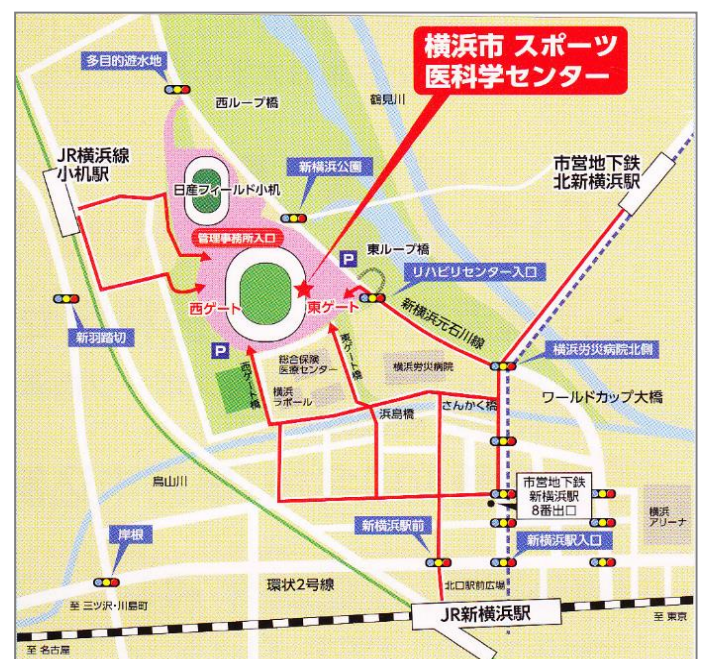 横浜市 スポーツ
医科学センター
多目的遊水地
西ループ橋
鶴見川
JR横浜線
小机駅
日産フィールド小机
新横浜公園
市営地下鉄
北新横浜駅
管理事務所入口
P
東ループ橋
リハビリセンター入口
西ゲート
東ゲート
新横浜元石川線
新羽踏切
P
総合保険
医療センター
東ゲート橋
横浜労災病院
横浜労災病院北側
西ゲート橋
横浜
ラポール
浜鳥橋
さんかく橋
ワールドカップ大橋
鳥山川
市営地下鉄
新横浜駅
8番出口
横浜
アリーナ
岸根
新横浜駅前
新横浜駅入口
環状2号線
北口駅前広場
至 三ツ沢・川島町
JR新横浜駅
至 東京
至 名古屋